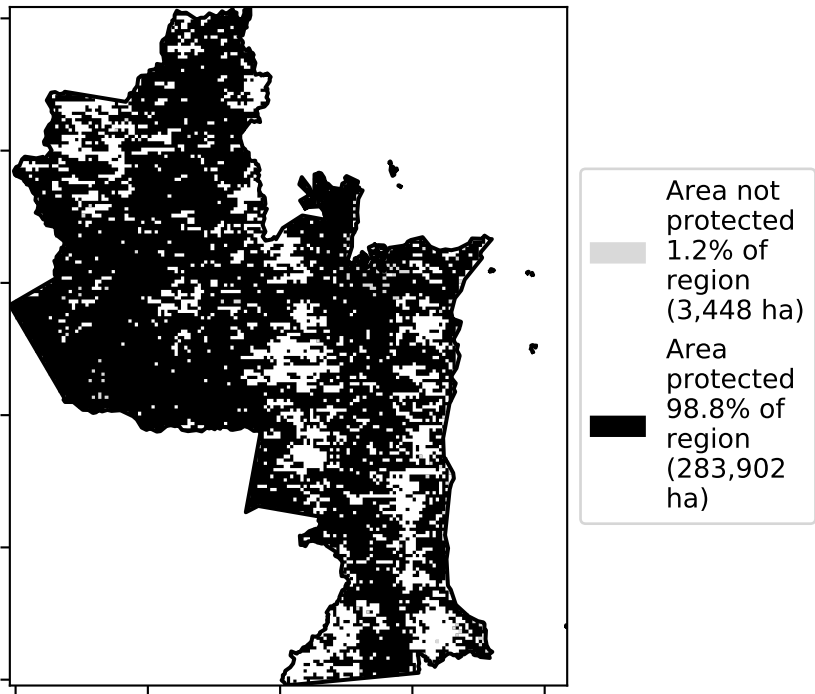 Area not
protected
1.2% of
region
(3,448 ha)
Area
protected
98.8% of
region
(283,902
ha)